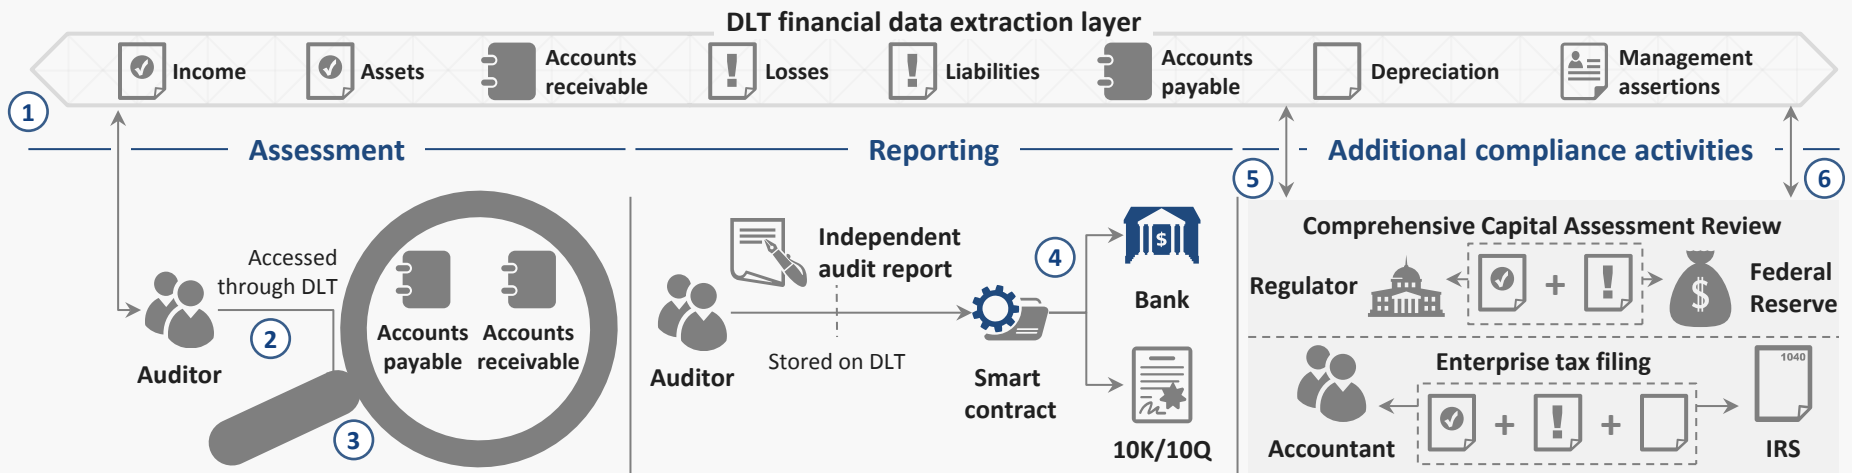 DLT financial data extraction layer
Income
Assets
Accounts
receivable
Losses
Liabilities
Accounts
payable
Depreciation
Management
assertions
1
Assessment
Reporting
Additional compliance activities
5
6
Accessed
through DLT
2
Auditor
Accounts
payable
Accounts
receivable
3
Independent
audit report
Auditor
Stored on DLT
Smart
contract
4
Bank
10K/10Q
Comprehensive Capital Assessment Review
Regulator
+
$
Federal
Reserve
Enterprise tax filing
Accountant
+
+
1040
IRS